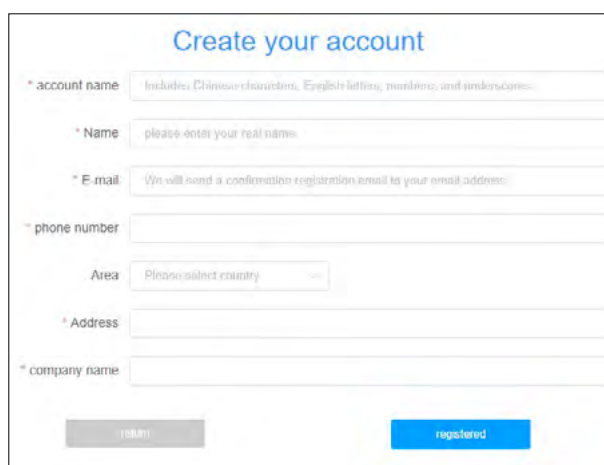 Create your account
* account name Includes Chinese characters, English letters, numbers, and underscores.
* Name please enter your real name.
* E-mail We will send a confirmation registration email to your email address.
* phone number
Area Please select country
* Address
* company name
return registered